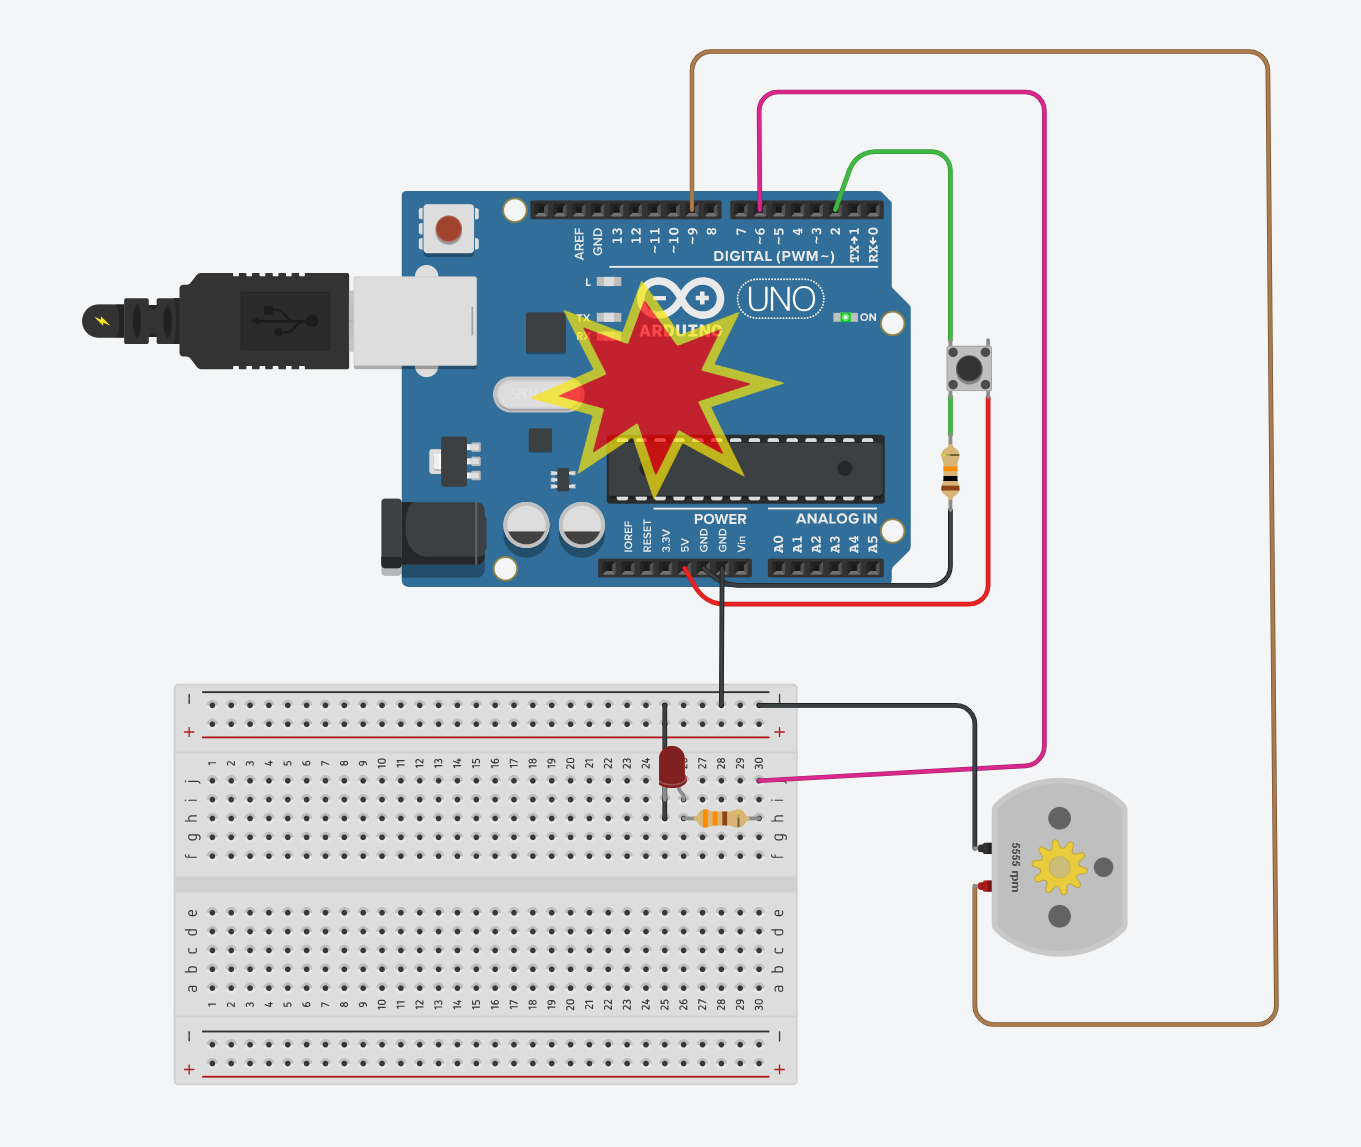 AREF
GND
13
12
~11
~10
~9
8
7
~6
~5
4
~3
2
TX→1
RX←0
DIGITAL (PWM~)
L
TX
RX
ARDUINO
UNO
ON
POWER
ANALOG IN
IOREF
RESET
3.3V
5V
GND
GND
Vin
A0
A1
A2
A3
A4
A5
− −
+ +
1 2 3 4 5 6 7 8 9 10 11 12 13 14 15 16 17 18 19 20 21 22 23 24 27 28 29 30
i i
h h
g g
f f
5555 rpm
e e
d d
c c
b b
a a
1 2 3 4 5 6 7 8 9 10 11 12 13 14 15 16 17 18 19 20 21 22 23 24 25 26 27 28 29 30
− −
+ +